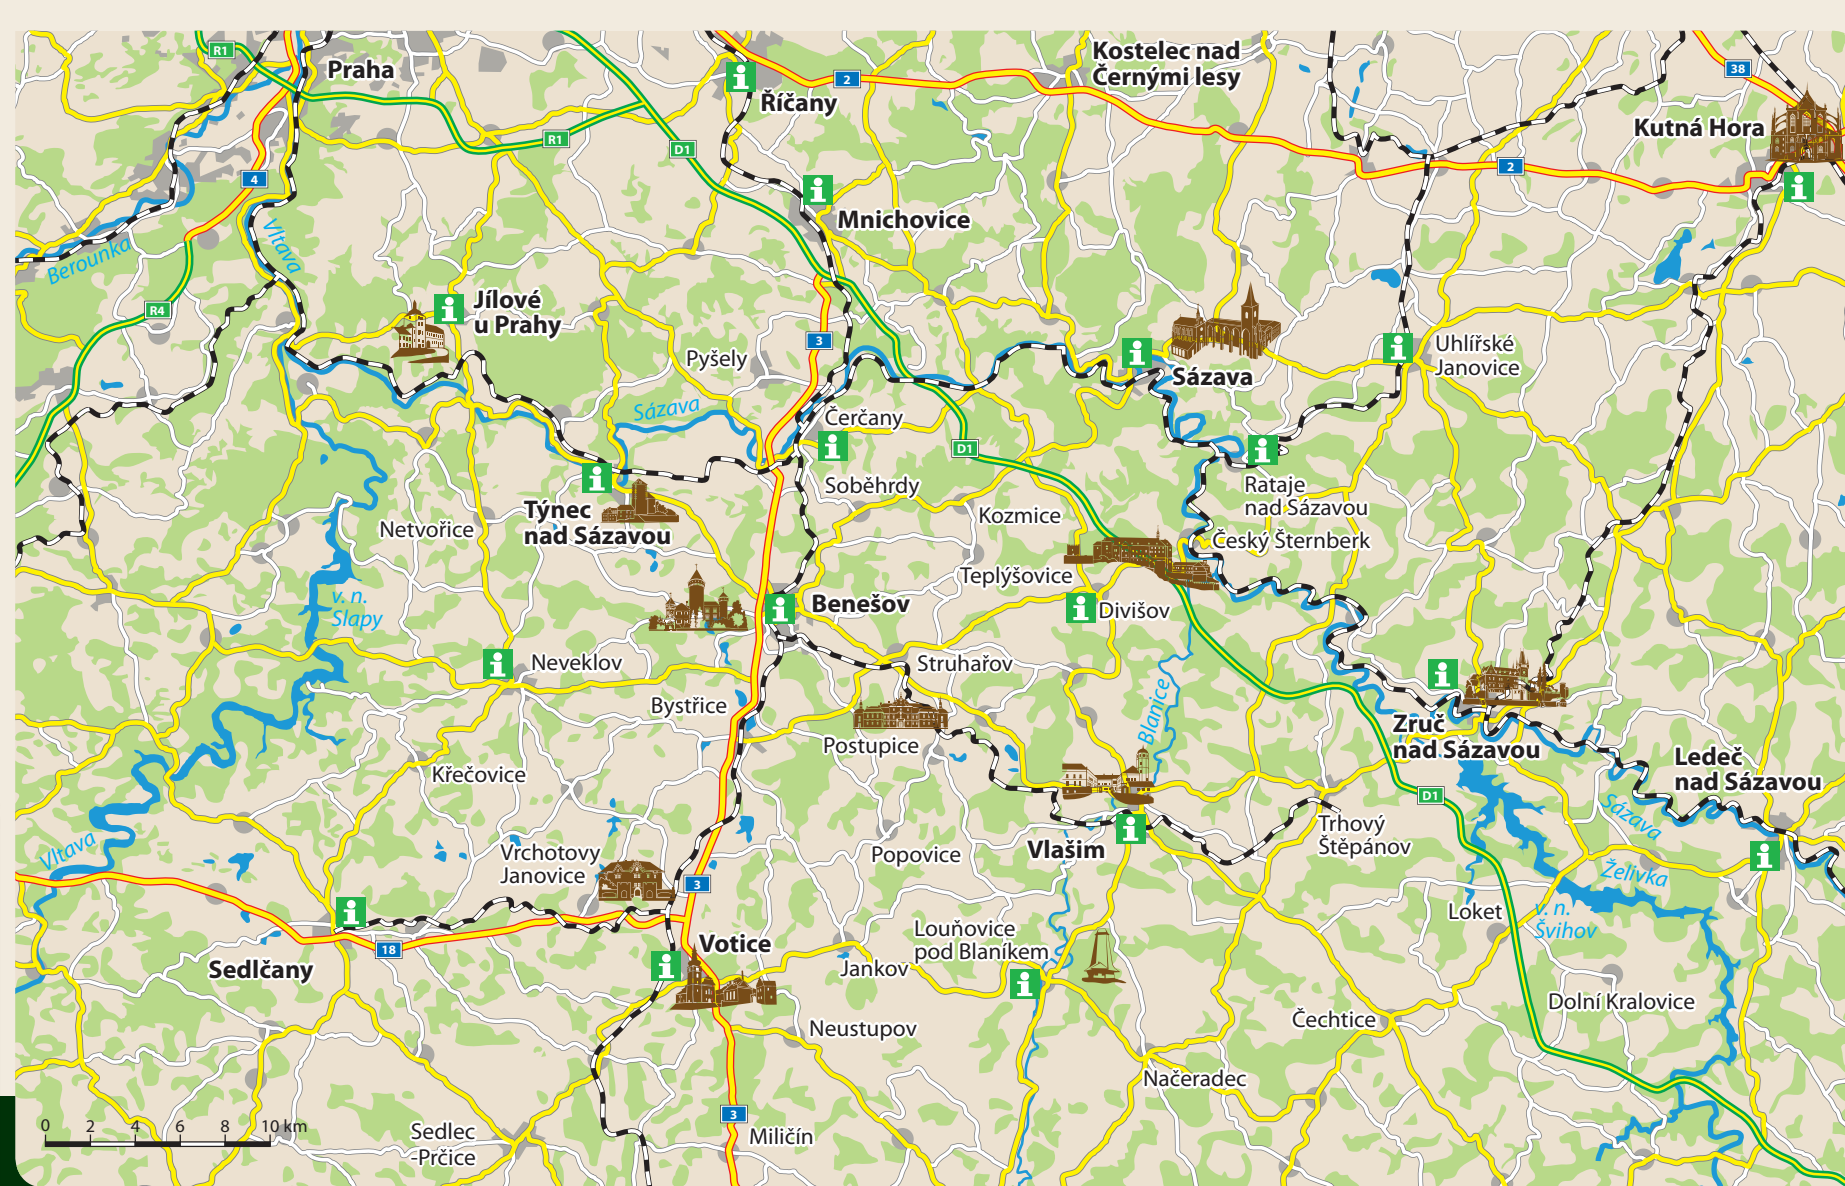 R1
Praha
Kostelec nad
Černými lesy
2
38
Říčany
Kutná Hora
R1
D1
4
2
Mnichovice
Vltava
Berounka
Jílové
u Prahy
R4
3
Pyšely
Uhlířské
Janovice
Sázava
Sázava
Čerčany
D1
Soběhrdy
Rataje
nad Sázavou
Týnec
nad Sázavou
Netvořice
Kozmice
Český Šternberk
Teplýšovice
v. n.
Slapy
Benešov
Divišov
Neveklov
Struhařov
Bystřice
Blanice
Postupice
Zruč
nad Sázavou
Ledeč
nad Sázavou
Křečovice
D1
Sázava
Vltava
Trhový
Štěpánov
Vrchotovy
Janovice
Popovice
Vlašim
Želivka
3
Loket
v. n.
Švihov
18
Votice
Louňovice
pod Blaníkem
Sedlčany
Jankov
Dolní Kralovice
Čechtice
Neustupov
Načeradec
0 2 4 6 8 10 km
3
Sedlec
-Prčice
Miličín